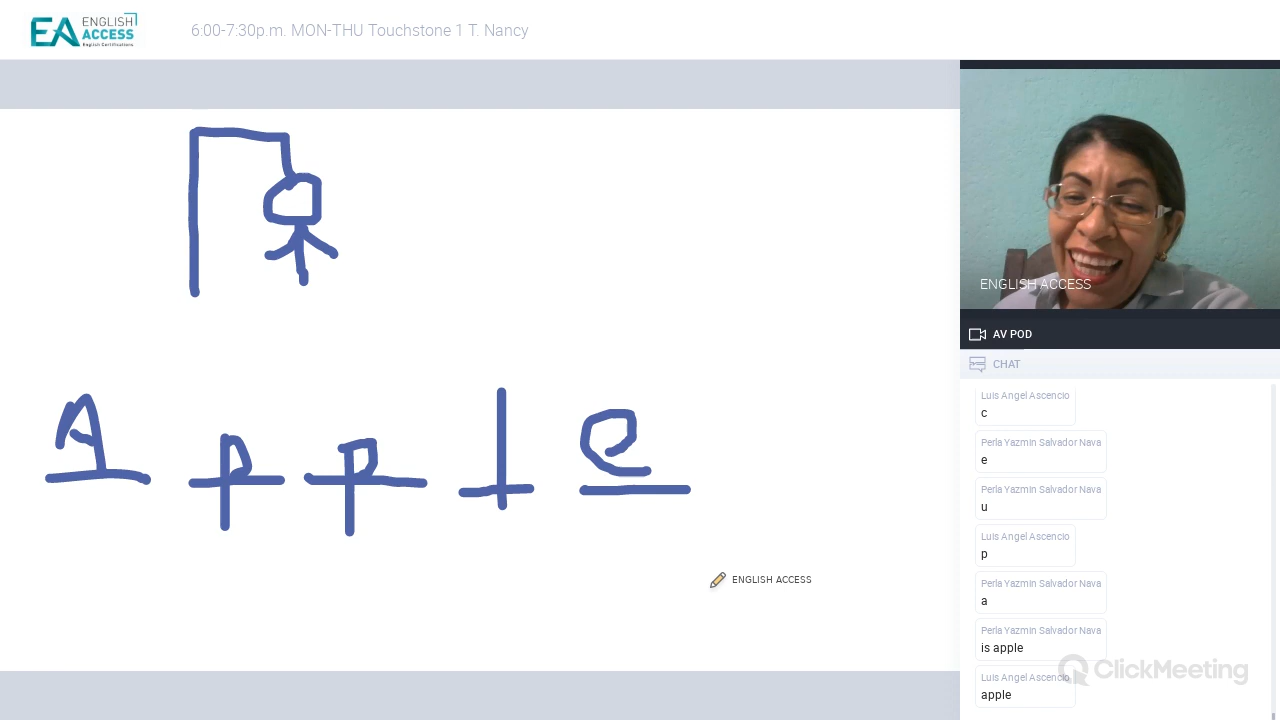 EA ENGLISH ACCESS
English Certifications
6:00-7:30p.m. MON-THU Touchstone 1 T. Nancy
A p p l e
ENGLISH ACCESS
ENGLISH ACCESS
AV POD
CHAT
Luis Angel Ascencio
c
Perla Yazmin Salvador Nava
e
Perla Yazmin Salvador Nava
u
Luis Angel Ascencio
p
Perla Yazmin Salvador Nava
a
Perla Yazmin Salvador Nava
is apple
Luis Angel Ascencio
apple
ClickMeeting